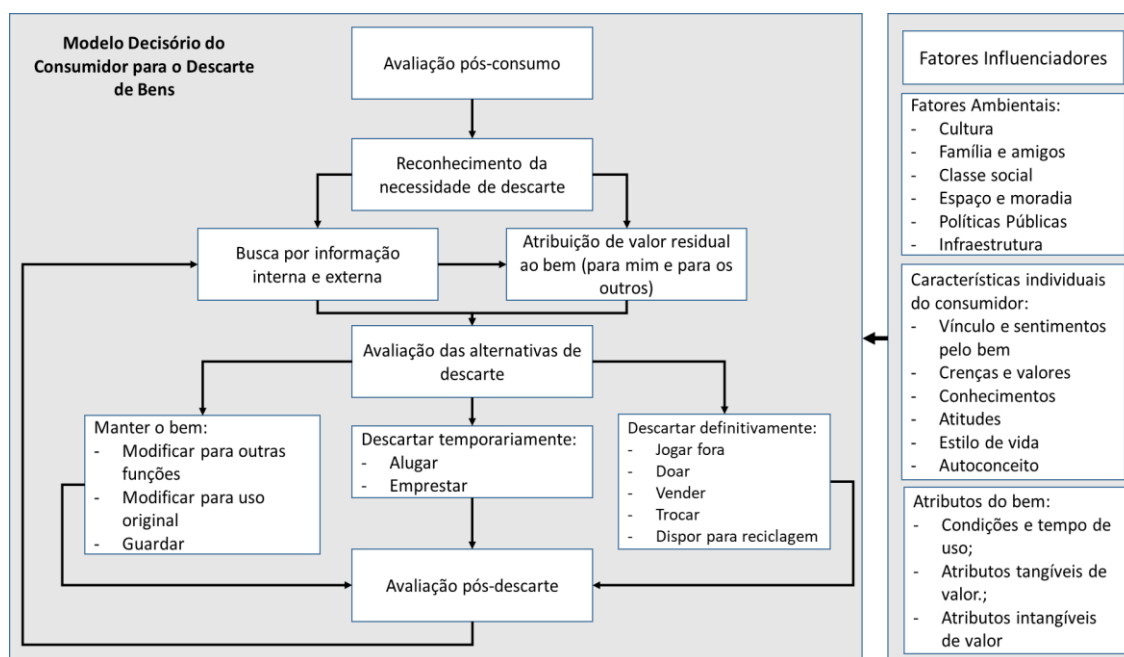 Modelo Decisório do
Consumidor para o Descarte
de Bens
Avaliação pós-consumo
Reconhecimento da
necessidade de descarte
Busca por informação
interna e externa
Atribuição de valor residual
ao bem (para mim e para os
outros)
Avaliação das alternativas de
descarte
Manter o bem:
- Modificar para outras
funções
- Modificar para uso
original
- Guardar
Descartar temporariamente:
- Alugar
- Emprestar
Descartar definitivamente:
- Jogar fora
- Doar
- Vender
- Trocar
- Dispor para reciclagem
Avaliação pós-descarte
Fatores Influenciadores
Fatores Ambientais:
- Cultura
- Família e amigos
- Classe social
- Espaço e moradia
- Políticas Públicas
- Infraestrutura
Características individuais
do consumidor:
- Vínculo e sentimentos
pelo bem
- Crenças e valores
- Conhecimentos
- Atitudes
- Estilo de vida
- Autoconceito
Atributos do bem:
- Condições e tempo de
uso;
- Atributos tangíveis de
valor.;
- Atributos intangíveis
de valor